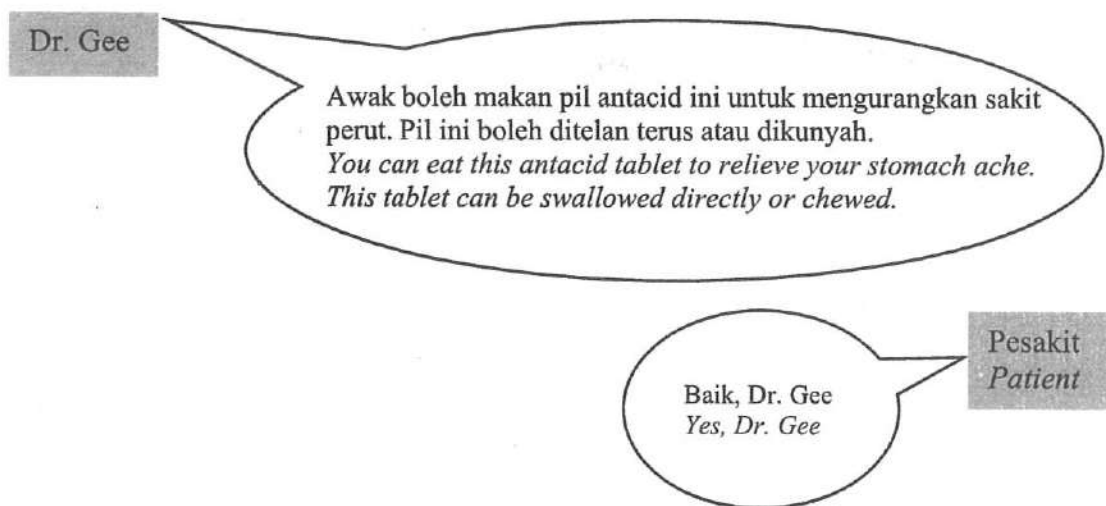 Dr. Gee
Awak boleh makan pil antacid ini untuk mengurangkan sakit
perut. Pil ini boleh ditelan terus atau dikunyah.
You can eat this antacid tablet to relieve your stomach ache.
This tablet can be swallowed directly or chewed.
Pesakit
Patient
Baik, Dr. Gee
Yes, Dr. Gee